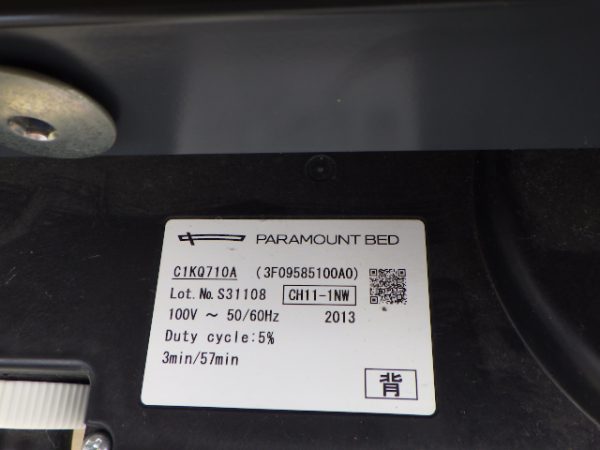 PARAMOUNT BED
C1KQ710A (3F09585100A0)
Lot. No. S31108 CH11-1NW
100V ～ 50/60Hz 2013
Duty cycle:5%
3min/57min
背